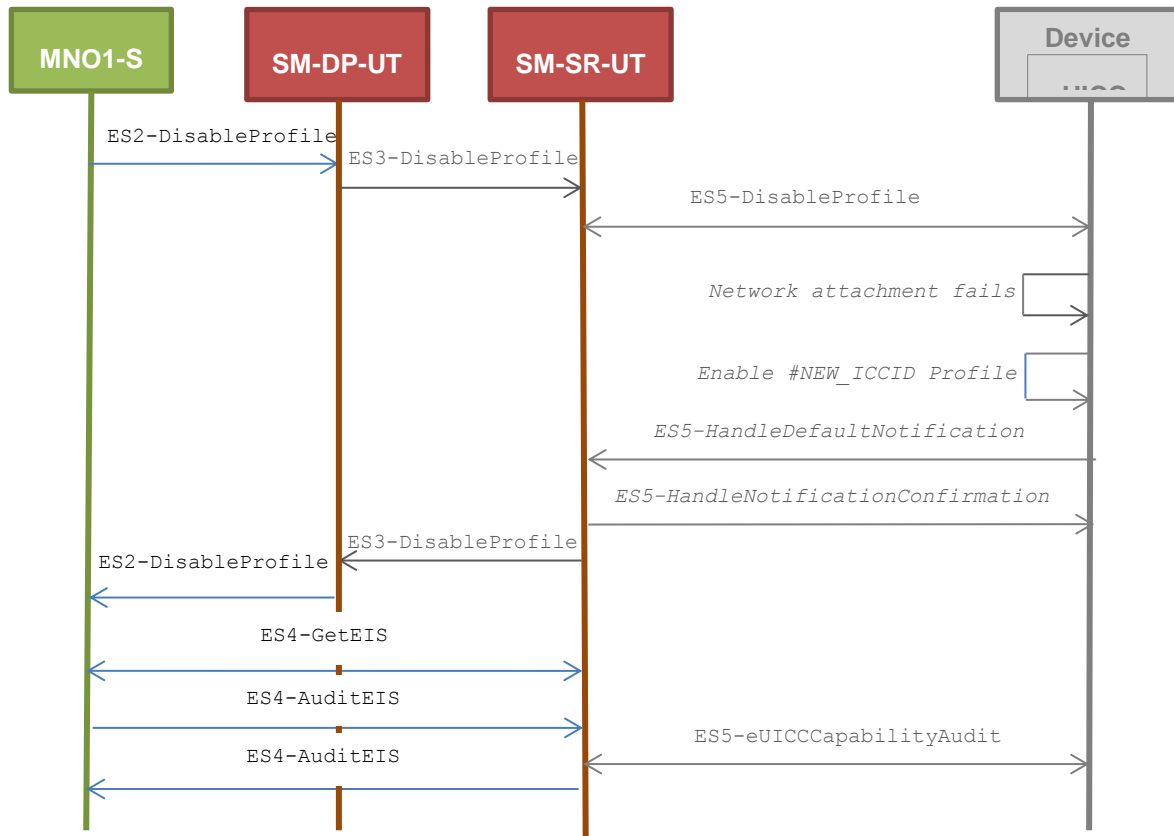 MNO1-S
SM-DP-UT
SM-SR-UT
Device
ES2-DisableProfile
ES3-DisableProfile
ES5-DisableProfile
Network attachment fails
Enable #NEW_ICCID Profile
ES5-HandleDefaultNotification
ES5-HandleNotificationConfirmation
ES3-DisableProfile
ES2-DisableProfile
ES4-GetEIS
ES4-AuditEIS
ES5-eUICCCapabilityAudit
ES4-AuditEIS